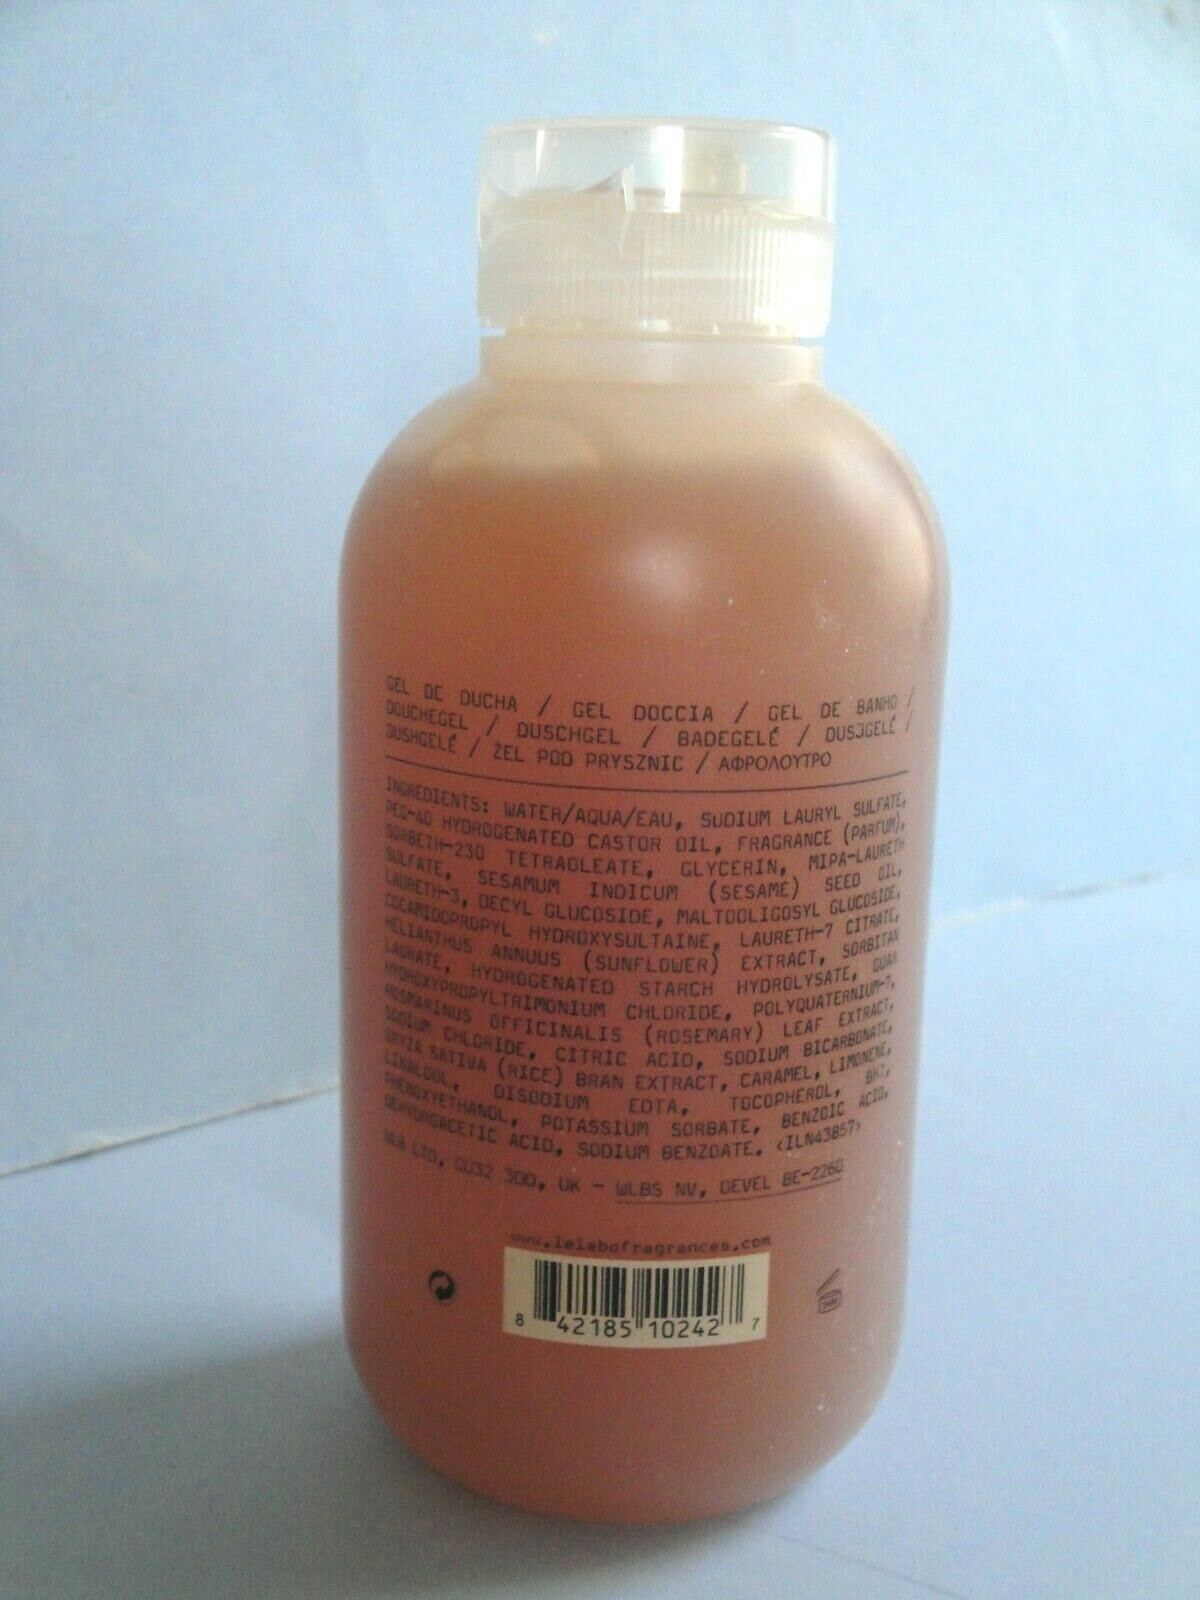 GEL DE DUCHA / GEL DOCCIA / GEL DE BANHO /
DOUCHEGEL / DUSCHGEL / BADEGELÉ / DUSJGELÉ /
DUSHGELÉ / ŻEL POD PRYSZNIC / ΑΦΡΟΛΟΥΤΡΟ
INGREDIENTS: WATER/AQUA/EAU, SODIUM LAURYL SULFATE,
PEG-40 HYDROGENATED CASTOR OIL, FRAGRANCE (PARFUM),
SORBETH-230 TETRAOLEATE, GLYCERIN, MIPA-LAURETH
SULFATE, SESAMUM INDICUM (SESAME) SEED OIL,
LAURETH-3, DECYL GLUCOSIDE, MALTOOLIGOSYL GLUCOSIDE,
COCAMIDOPROPYL HYDROXYSULTAINE, LAURETH-7 CITRATE,
HELIANTHUS ANNUUS (SUNFLOWER) EXTRACT, SORBITAN
LAURATE, HYDROGENATED STARCH HYDROLYSATE, GUAR
HYDROXYPROPYLTRIMONIUM CHLORIDE, POLYQUATERNIUM-7,
ROSMARINUS OFFICINALIS (ROSEMARY) LEAF EXTRACT,
SODIUM CHLORIDE, CITRIC ACID, SODIUM BICARBONATE,
ORYZA SATIVA (RICE) BRAN EXTRACT, CARAMEL, LIMONENE,
LINALOOL, DISODIUM EDTA, TOCOPHEROL, BHT,
PHENOXYETHANOL, POTASSIUM SORBATE, BENZOIC ACID,
DEHYDROACETIC ACID, SODIUM BENZOATE. <ILN43857>
WLB LTD, GU32 3QD, UK – WLBS NV, DEVEL BE-2260
www.lelabofragrances.com
8 42185 10242 7